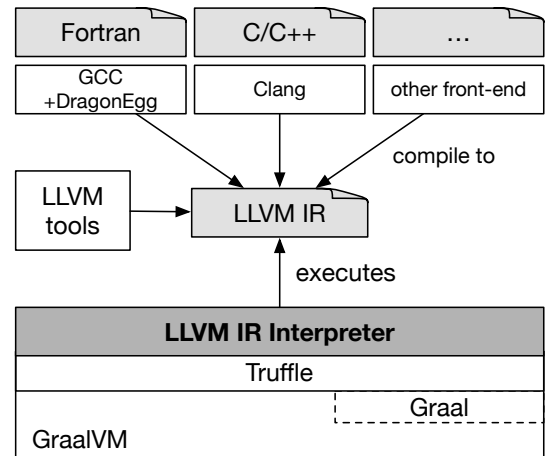 Fortran
C/C++
…
GCC
+DragonEgg
Clang
other front-end
compile to
LLVM
tools
LLVM IR
executes
LLVM IR Interpreter
Truffle
Graal
GraalVM